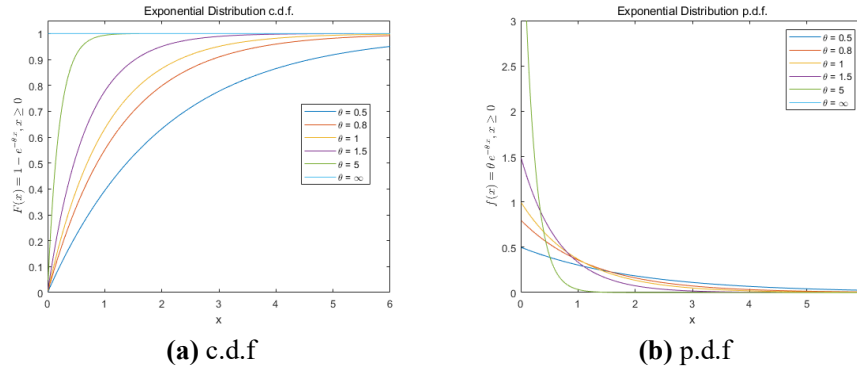 Exponential Distribution c.d.f.
F(x) = 1 − e^{−θ x}, x ≥ 0
1
0.9
0.8
0.7
0.6
0.5
0.4
0.3
0.2
0.1
0
0 1 2 3 4 5 6
x
θ = 0.5
θ = 0.8
θ = 1
θ = 1.5
θ = 5
θ = ∞
(a) c.d.f
Exponential Distribution p.d.f.
f(x) = θ e^{−θ x}, x ≥ 0
3
2.5
2
1.5
1
0.5
0
0 1 2 3 4 5
x
θ = 0.5
θ = 0.8
θ = 1
θ = 1.5
θ = 5
θ = ∞
(b) p.d.f